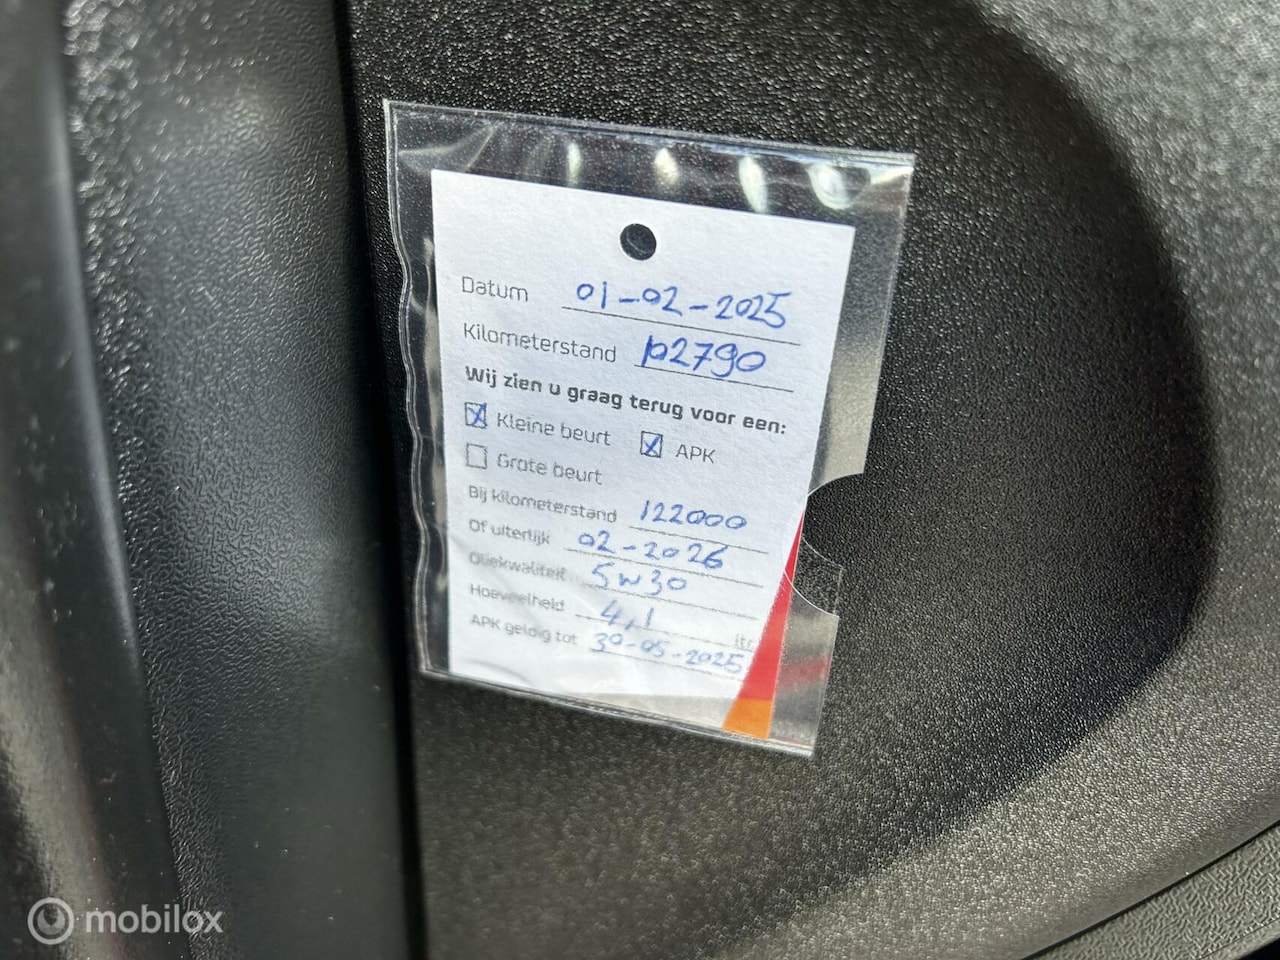 Datum 01-02-2025
Kilometerstand 102790
Wij zien u graag terug voor een:
Kleine beurt APK
Grote beurt
Bij kilometerstand 122000
Of uiterlijk 02-2026
Oliekwaliteit 5w30
Hoeveelheid 4,1 ltr.
APK geldig tot 30-05-2025
mobilox